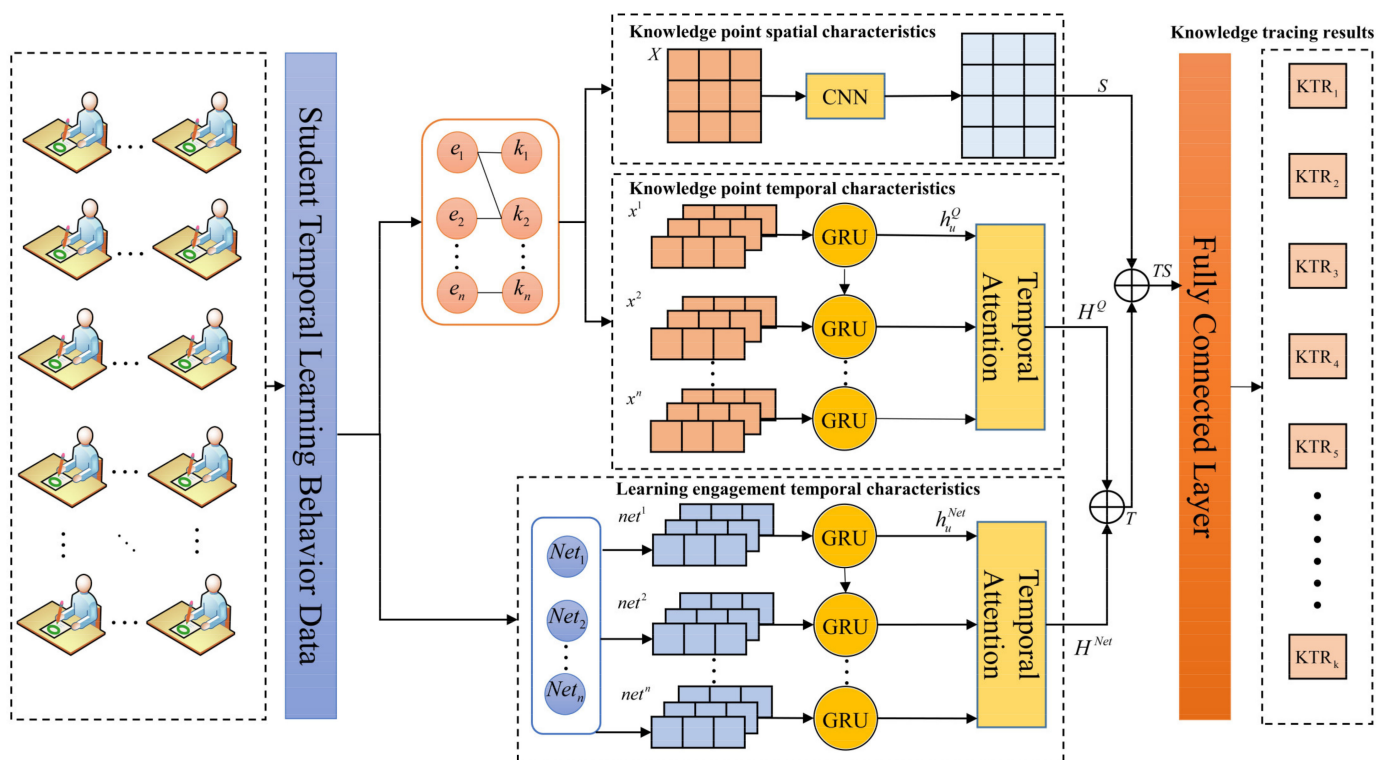 Student Temporal Learning Behavior Data
e₁
k₁
e₂
k₂
eₙ
kₙ
Knowledge point spatial characteristics
X
CNN
S
Knowledge point temporal characteristics
x¹
GRU
h_u^Q
x²
GRU
xⁿ
GRU
Temporal
Attention
H^Q
Learning engagement temporal characteristics
Net₁
Net₂
Netₙ
net¹
GRU
h_u^Net
net²
GRU
netⁿ
GRU
Temporal
Attention
H^Net
T
TS
Fully Connected Layer
Knowledge tracing results
KTR₁
KTR₂
KTR₃
KTR₄
KTR₅
KTRₖ